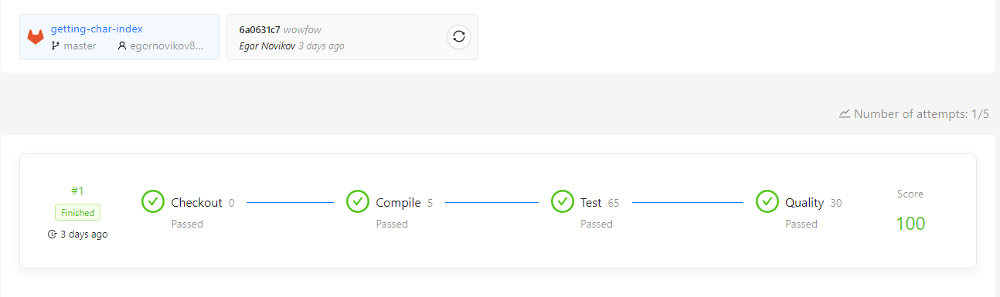 getting-char-index
master egornovikov8...
6a0631c7 wowfow
Egor Novikov 3 days ago
Number of attempts: 1/5
#1
Finished
3 days ago
Checkout 0
Passed
Compile 5
Passed
Test 65
Passed
Quality 30
Passed
Score
100